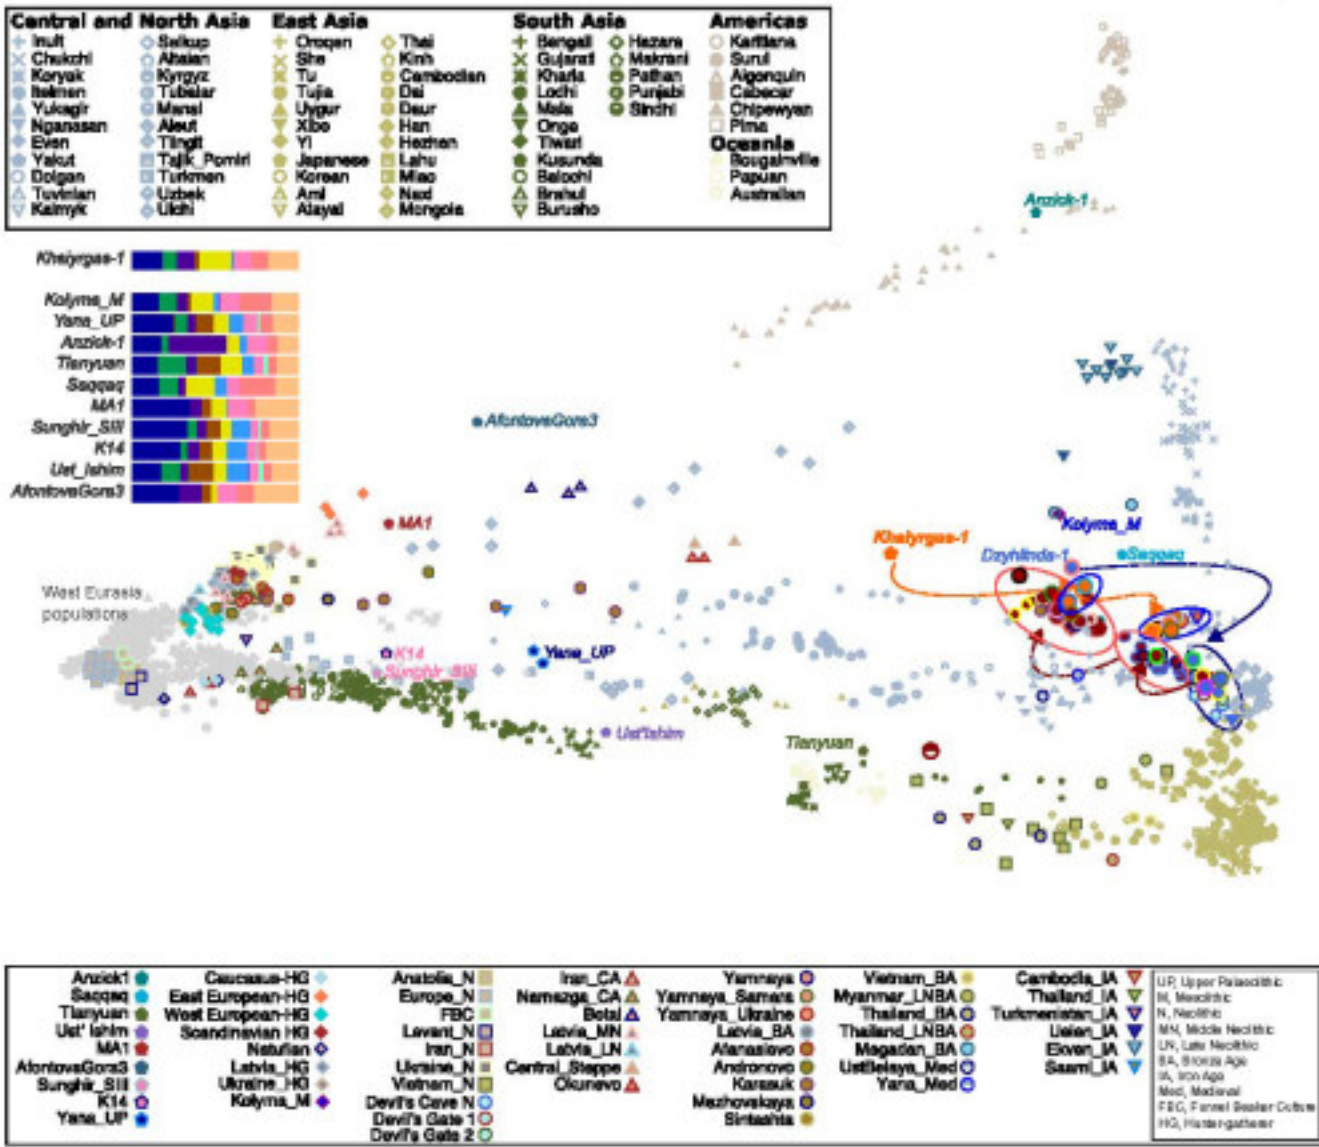 Central and North Asia East Asia South Asia Americas
Inuit Selkup Oroqen Thai Bengali Hazara Karitiana
Chukchi Altaian She Kinh Gujarati Makrani Surui
Koryak Kyrgyz Tu Cambodian Kharia Pathan Algonquin
Itelmen Tubalar Tujia Dai Lodhi Punjabi Cabecar
Yukagir Mansi Uygur Daur Mala Sindhi Chipewyan
Nganasan Aleut Xibo Han Onge Pima
Even Tlingit Yi Hezhen Tiwari Oceania
Yakut Tajik_Pomiri Japanese Lahu Kusunda Bougainville
Dolgan Turkmen Korean Miao Balochi Papuan
Tuvinian Uzbek Ami Naxi Brahui Australian
Kalmyk Ulchi Atayal Mongola Burusho
Anzick-1
Khaiyrgas-1
Kolyma_M
Yana_UP
Anzick-1
Tianyuan
Saqqaq
MA1
Sunghir_SIII
K14
Ust_Ishim
AfontovaGora3
AfontovaGora3
MA1
Kolyma_M
Khaiyrgas-1
Dzyhlinda-1
Saqqaq
West Eurasia
populations
K14
Yana_UP
Sunghir_SIII
Ust'Ishim
Tianyuan
Anzick1 Caucasus-HG Anatolia_N Iran_CA Yamnaya Vietnam_BA Cambodia_IA UP, Upper Palaeolithic
Saqqaq East European-HG Europe_N Namazga_CA Yamnaya_Samara Myanmar_LNBA Thailand_IA M, Mesolithic
Tianyuan West European-HG FBC Botai Yamnaya_Ukraine Thailand_BA Turkmenistan_IA N, Neolithic
Ust' Ishim Scandinavian HG Levant_N Latvia_MN Latvia_BA Thailand_LNBA Uelen_IA MN, Middle Neolithic
MA1 Natufian Iran_N Latvia_LN Afanasievo Magadan_BA Ekven_IA LN, Late Neolithic
AfontovaGora3 Latvia_HG Ukraine_N Central_Steppe Andronovo UstBelaya_Med Saami_IA BA, Bronze Age
Sunghir_SIII Ukraine_HG Vietnam_N Okunevo Karasuk Yana_Med IA, Iron Age
K14 Kolyma_M Devil's Cave N Mezhovskaya Med, Medieval
Yana_UP Devil's Gate 1 Sintashta FBC, Funnel Beaker Culture
Devil's Gate 2 HG, Hunter-gatherer